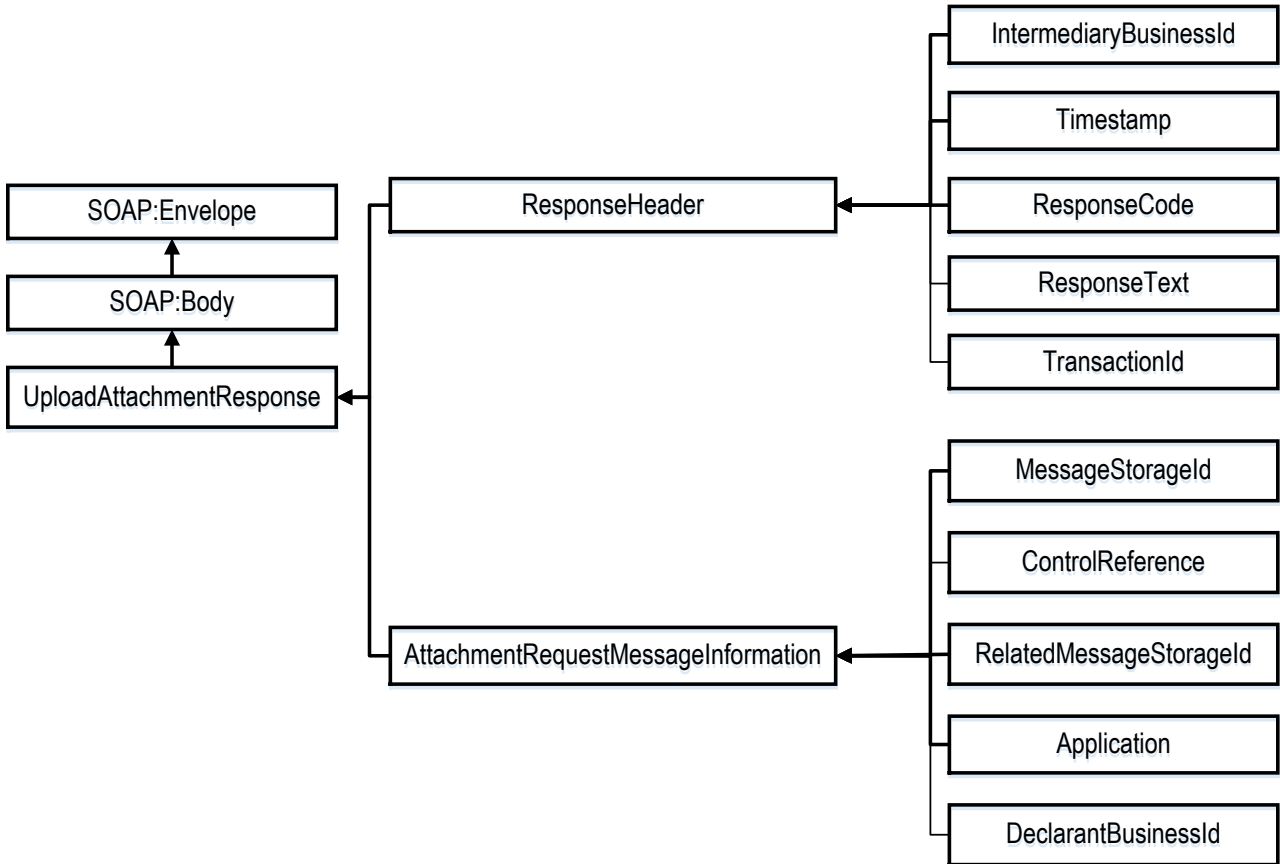 SOAP:Envelope
SOAP:Body
UploadAttachmentResponse
ResponseHeader
IntermediaryBusinessId
Timestamp
ResponseCode
ResponseText
TransactionId
AttachmentRequestMessageInformation
MessageStorageId
ControlReference
RelatedMessageStorageId
Application
DeclarantBusinessId